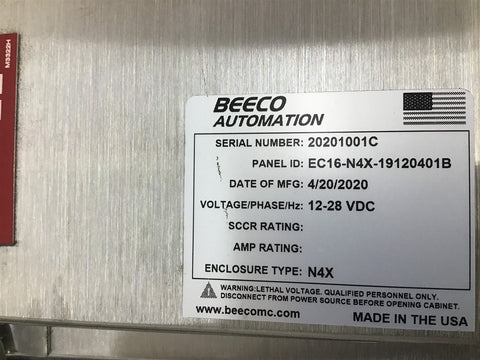 M3322H
BEECO
AUTOMATION
SERIAL NUMBER: 20201001C
PANEL ID: EC16-N4X-19120401B
DATE OF MFG: 4/20/2020
VOLTAGE/PHASE/Hz: 12-28 VDC
SCCR RATING:
AMP RATING:
ENCLOSURE TYPE: N4X
WARNING:LETHAL VOLTAGE. QUALIFIED PERSONNEL ONLY.
DISCONNECT FROM POWER SOURCE BEFORE OPENING CABINET.
www.beecomc.com
MADE IN THE USA